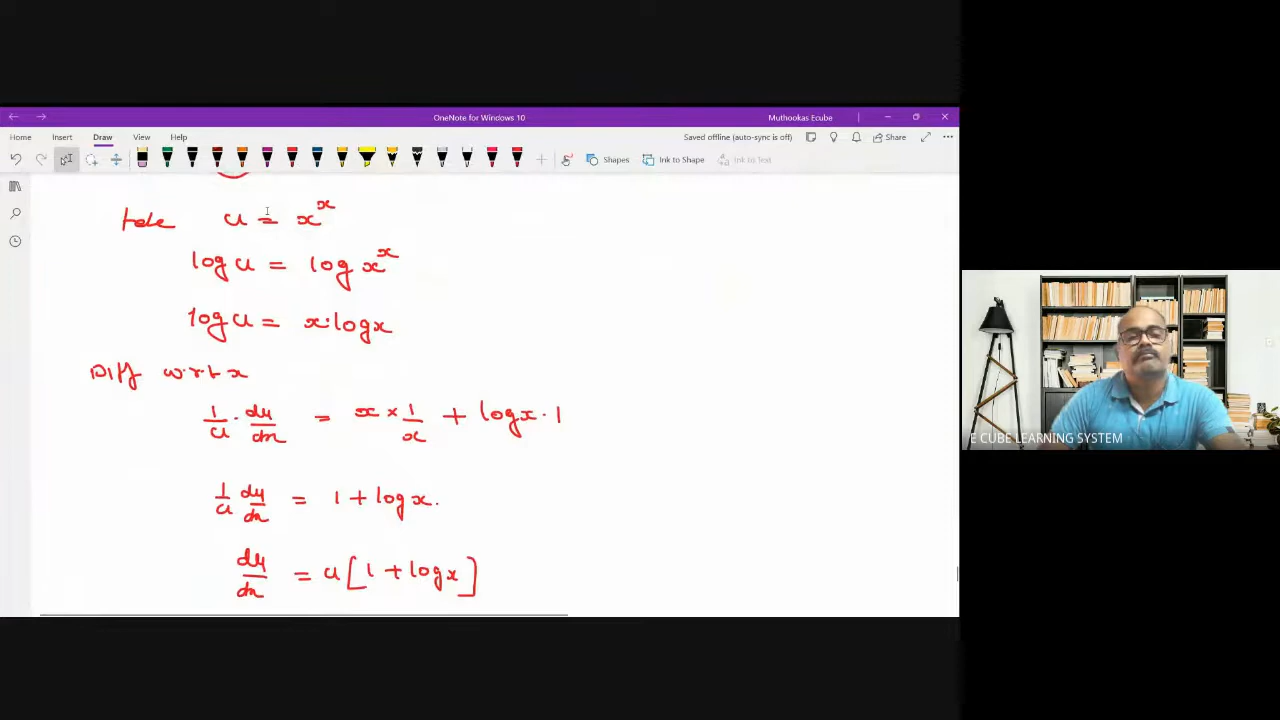 OneNote for Windows 10
Muthookas Ecube
Home Insert Draw View Help
Saved offline (auto-sync is off)
Share
Shapes
Ink to Shape
Ink to Text
u = x^x
log u = log x^x
log u = x·log x
Diff w.r.t x
1/u · du/dx = x × 1/x + log x · 1
1/u du/dx = 1 + log x.
du/dx = u[1 + log x]
E CUBE LEARNING SYSTEM